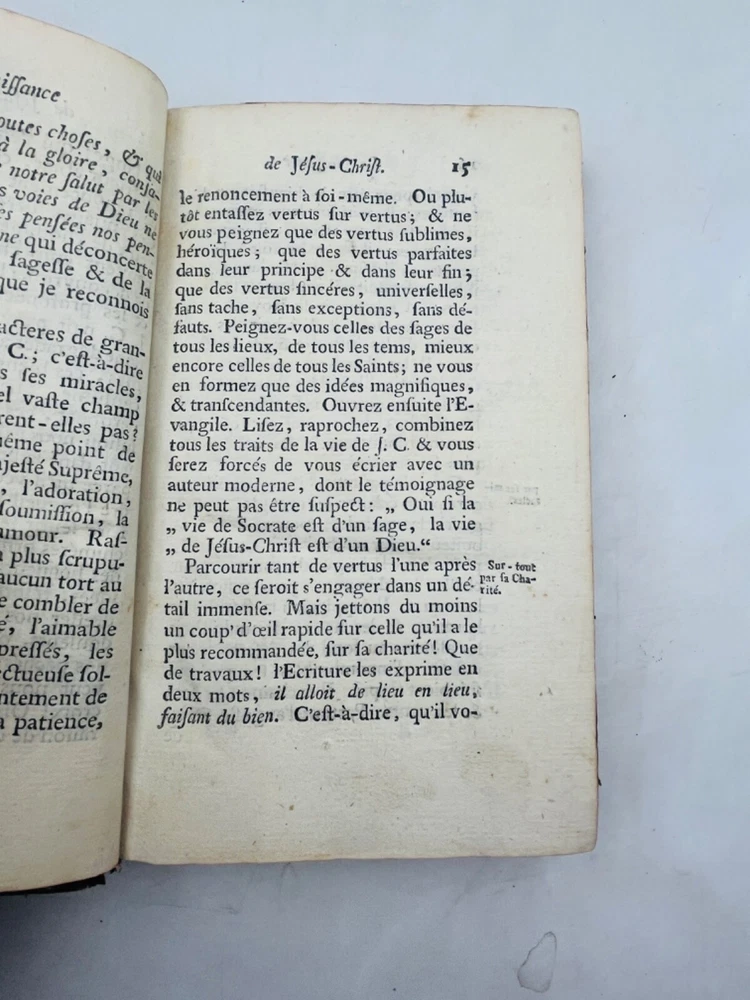 iſſance
outes choſes, & qui
à la gloire, conſa-
notre ſalut par les
s voies de Dieu ne
es penſées nos pen-
ne qui déconcerte
ſageſſe & de la
que je reconnois
acteres de gran-
C.; c'eſt-à-dire
s ſes miracles,
el vaſte champ
rent-elles pas?
ême point de
ajeſté Suprême,
, l'adoration,
ſoumiſſion, la
amour. Raſ-
plus ſcrupu-
aucun tort au
e combler de
é, l'aimable
preſſés, les
ectueuſe ſol-
ntement de
a patience,
de Jéſus-Chriſt. 15
le renoncement à ſoi-même. Ou plu-
tôt entaſſez vertus ſur vertus; & ne
vous peignez que des vertus ſublimes,
héroïques; que des vertus parfaites
dans leur principe & dans leur fin;
que des vertus ſincéres, univerſelles,
ſans tache, ſans exceptions, ſans dé-
fauts. Peignez-vous celles des ſages de
tous les lieux, de tous les tems, mieux
encore celles de tous les Saints; ne vous
en formez que des idées magnifiques,
& tranſcendantes. Ouvrez enſuite l'E-
vangile. Liſez, raprochez, combinez
tous les traits de la vie de J. C. & vous
ſerez forcés de vous écrier avec un
auteur moderne, dont le témoignage
ne peut pas être ſuſpect: „ Oui ſi la
„ vie de Socrate eſt d'un ſage, la vie
„ de Jéſus-Chriſt eſt d'un Dieu.“
Parcourir tant de vertus l'une après
l'autre, ce ſeroit s'engager dans un dé-
tail immenſe. Mais jettons du moins
un coup' d'œil rapide ſur celle qu'il a le
plus recommandée, ſur ſa charité! Que
de travaux! l'Ecriture les exprime en
deux mots, il alloit de lieu en lieu,
faiſant du bien. C'eſt-à-dire, qu'il vo-
Sur-tout
par ſa Cha-
rité.